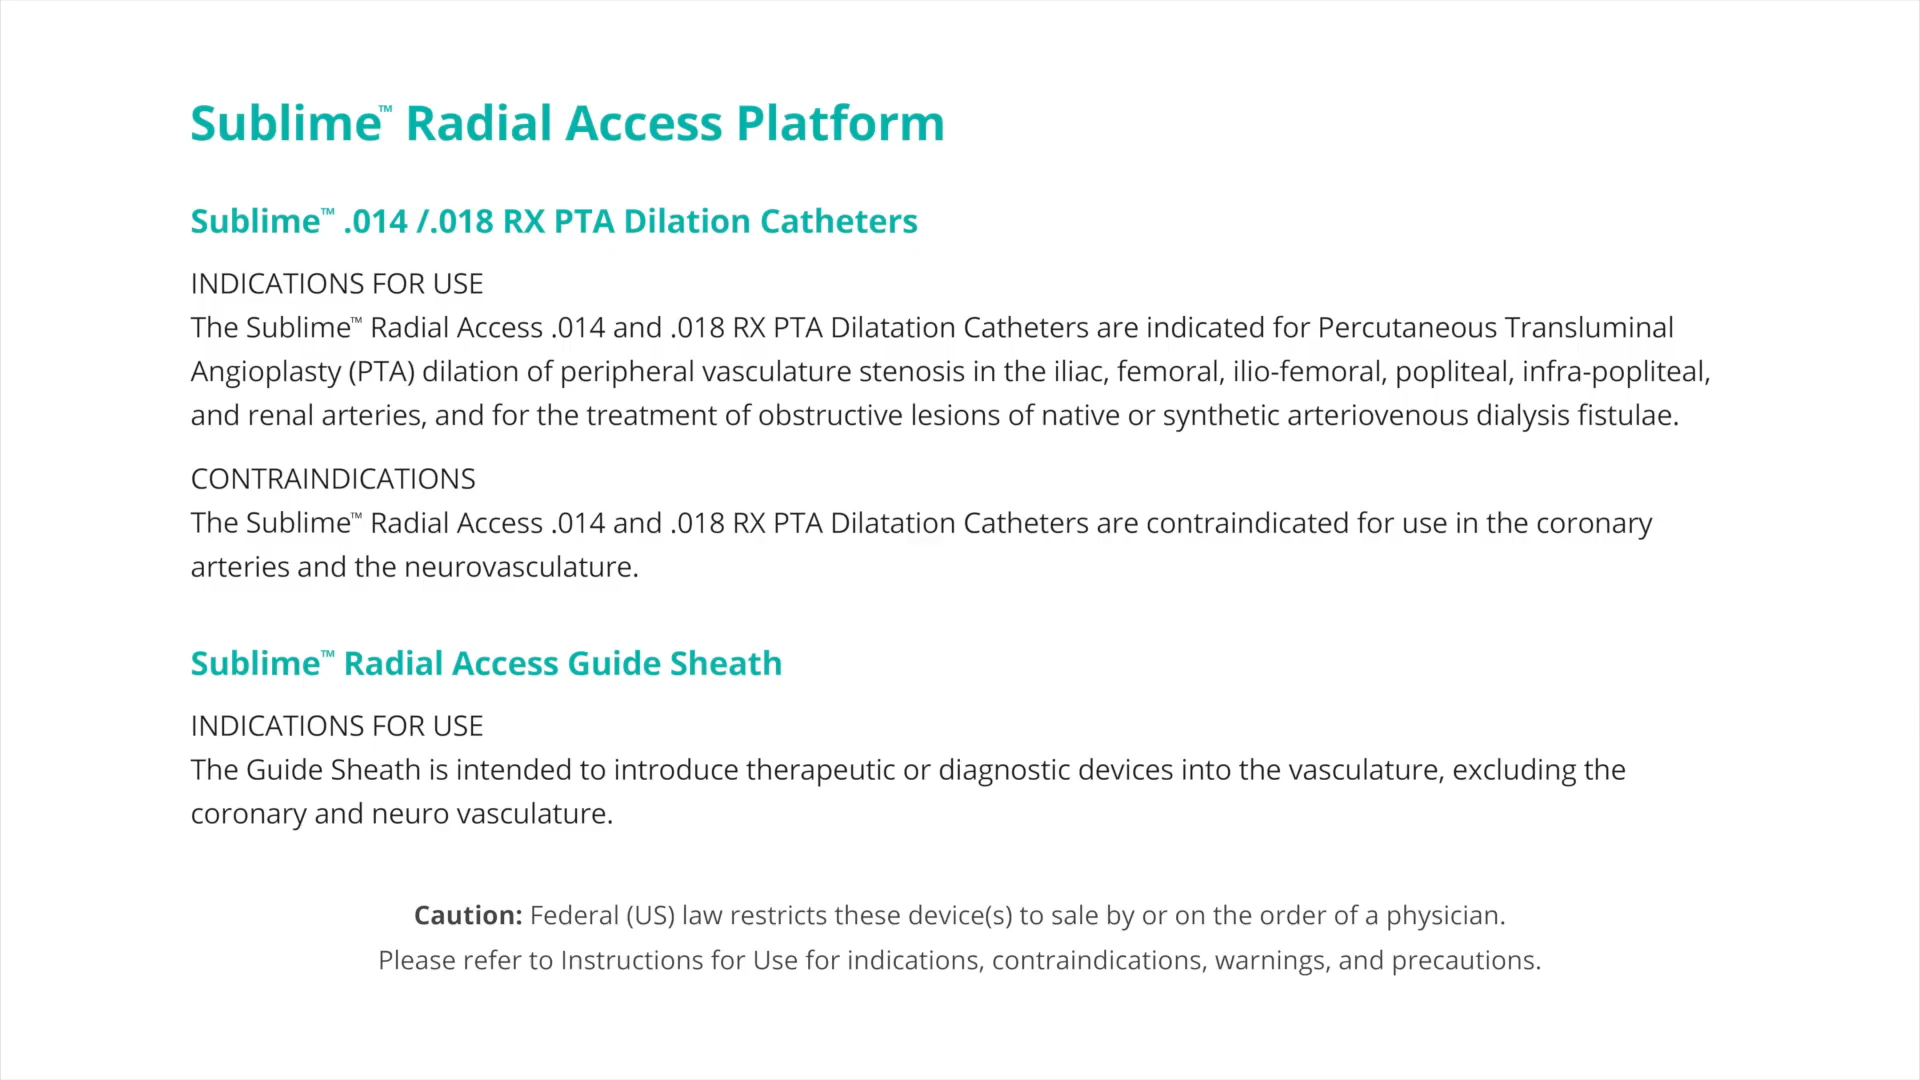 Sublime™ Radial Access Platform
Sublime™ .014 /.018 RX PTA Dilation Catheters
INDICATIONS FOR USE
The Sublime™ Radial Access .014 and .018 RX PTA Dilatation Catheters are indicated for Percutaneous Transluminal
Angioplasty (PTA) dilation of peripheral vasculature stenosis in the iliac, femoral, ilio-femoral, popliteal, infra-popliteal,
and renal arteries, and for the treatment of obstructive lesions of native or synthetic arteriovenous dialysis fistulae.
CONTRAINDICATIONS
The Sublime™ Radial Access .014 and .018 RX PTA Dilatation Catheters are contraindicated for use in the coronary
arteries and the neurovasculature.
Sublime™ Radial Access Guide Sheath
INDICATIONS FOR USE
The Guide Sheath is intended to introduce therapeutic or diagnostic devices into the vasculature, excluding the
coronary and neuro vasculature.
Caution: Federal (US) law restricts these device(s) to sale by or on the order of a physician.
Please refer to Instructions for Use for indications, contraindications, warnings, and precautions.